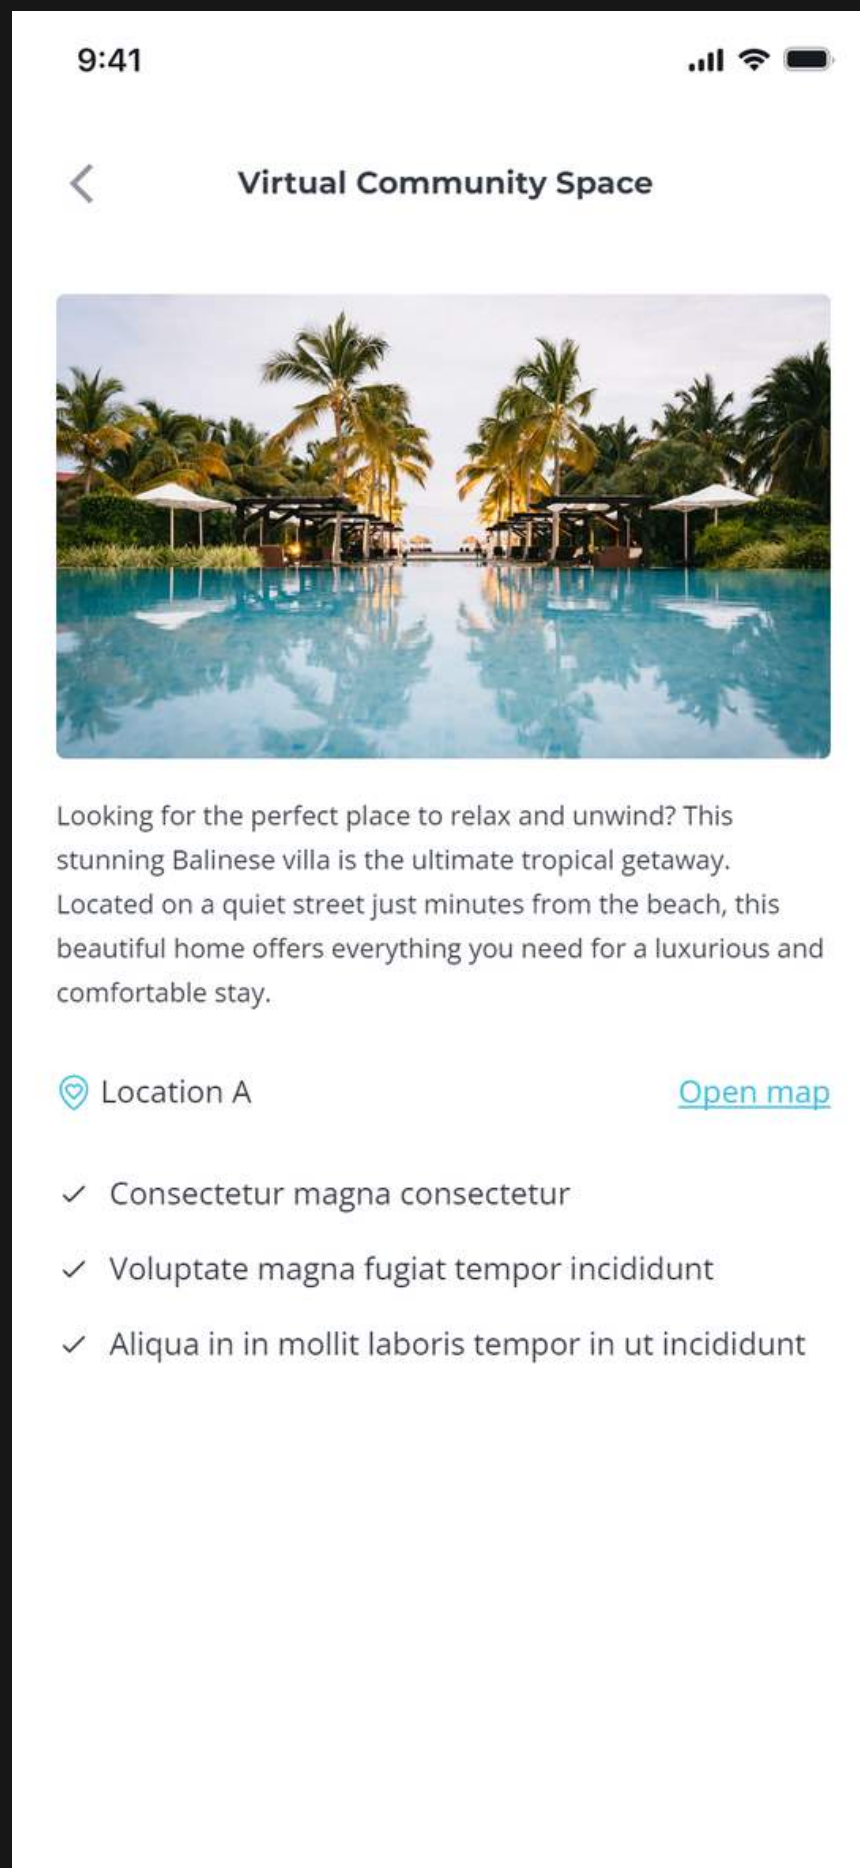 9:41
Virtual Community Space
Looking for the perfect place to relax and unwind? This
stunning Balinese villa is the ultimate tropical getaway.
Located on a quiet street just minutes from the beach, this
beautiful home offers everything you need for a luxurious and
comfortable stay.
Location A
Open map
Consectetur magna consectetur
Voluptate magna fugiat tempor incididunt
Aliqua in in mollit laboris tempor in ut incididunt